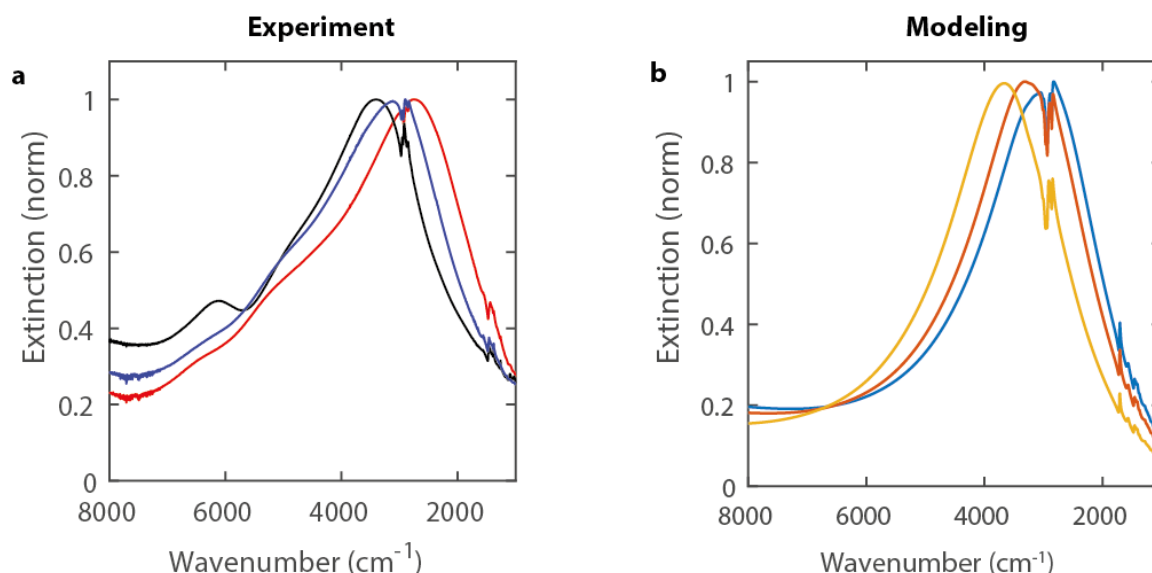 Experiment
a
Extinction (norm)
1
0.8
0.6
0.4
0.2
0
8000 6000 4000 2000
Wavenumber (cm⁻¹)
Modeling
b
Extinction (norm)
1
0.8
0.6
0.4
0.2
0
8000 6000 4000 2000
Wavenumber (cm⁻¹)